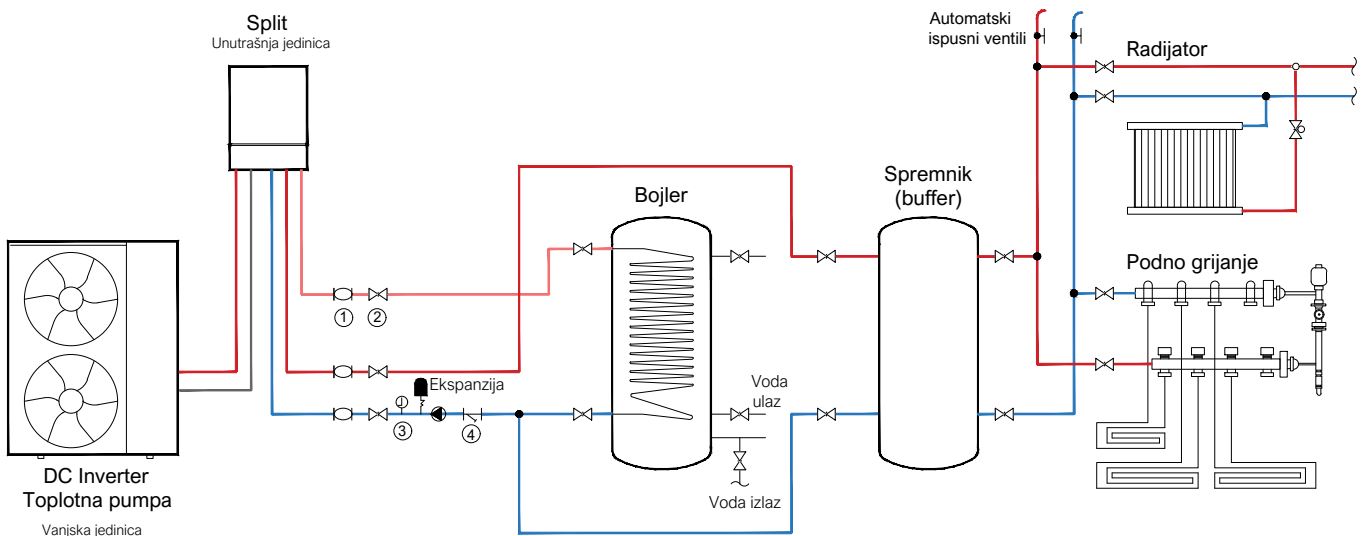 Split
Unutrašnja jedinica
Automatski
ispusni ventili
Radijator
Bojler
Spremnik
(buffer)
Podno grijanje
1
2
Ekspanzija
3
4
Voda
ulaz
Voda izlaz
DC Inverter
Toplotna pumpa
Vanjska jedinica